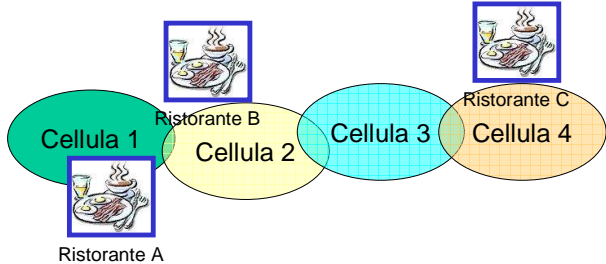 Ristorante B
Ristorante C
Cellula 1
Cellula 2
Cellula 3
Cellula 4
Ristorante A